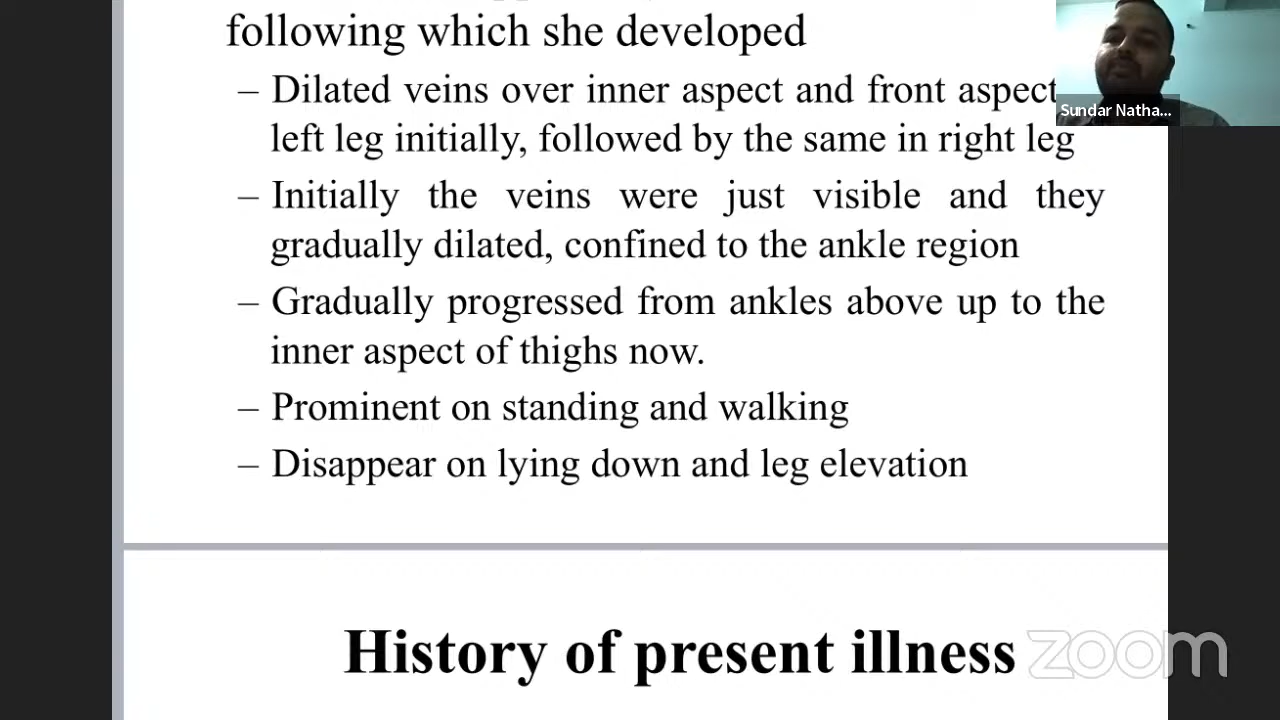 following which she developed
– Dilated veins over inner aspect and front aspect
left leg initially, followed by the same in right leg
– Initially the veins were just visible and they
gradually dilated, confined to the ankle region
– Gradually progressed from ankles above up to the
inner aspect of thighs now.
– Prominent on standing and walking
– Disappear on lying down and leg elevation
History of present illness
Sundar Natha...
zoom